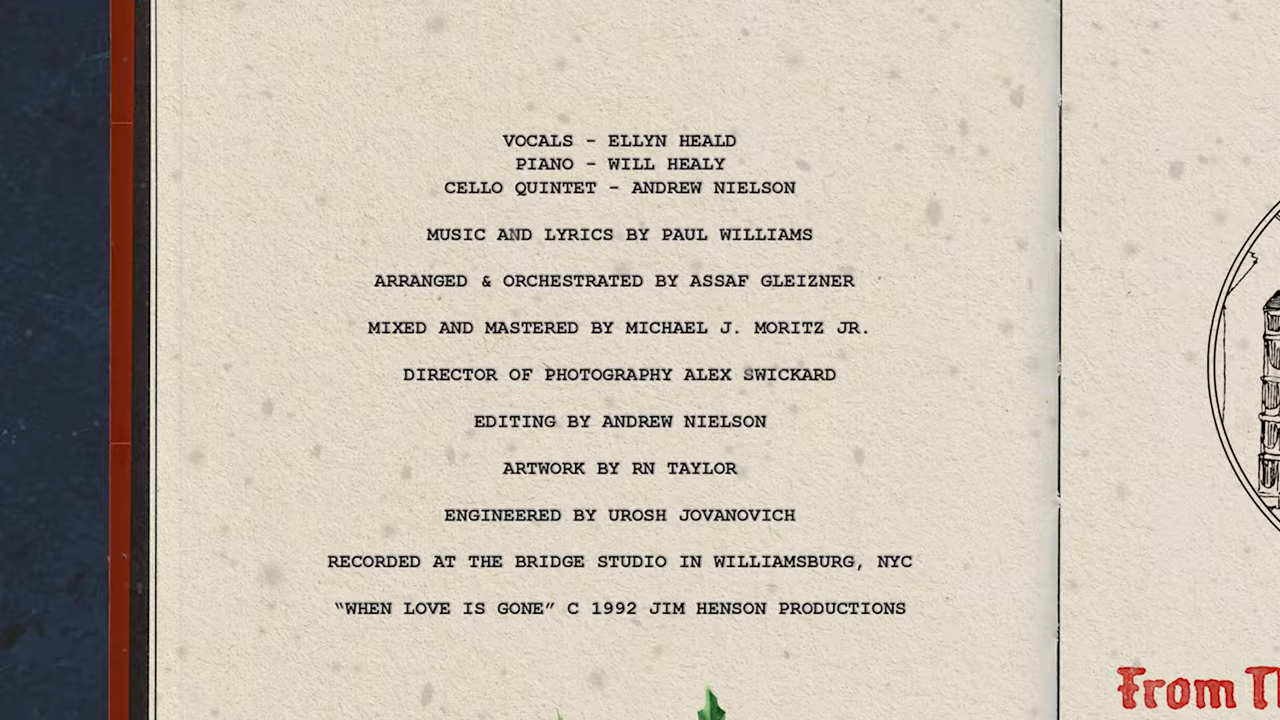 VOCALS - ELLYN HEALD
PIANO - WILL HEALY
CELLO QUINTET - ANDREW NIELSON
MUSIC AND LYRICS BY PAUL WILLIAMS
ARRANGED & ORCHESTRATED BY ASSAF GLEIZNER
MIXED AND MASTERED BY MICHAEL J. MORITZ JR.
DIRECTOR OF PHOTOGRAPHY ALEX SWICKARD
EDITING BY ANDREW NIELSON
ARTWORK BY RN TAYLOR
ENGINEERED BY UROSH JOVANOVICH
RECORDED AT THE BRIDGE STUDIO IN WILLIAMSBURG, NYC
“WHEN LOVE IS GONE” C 1992 JIM HENSON PRODUCTIONS
From